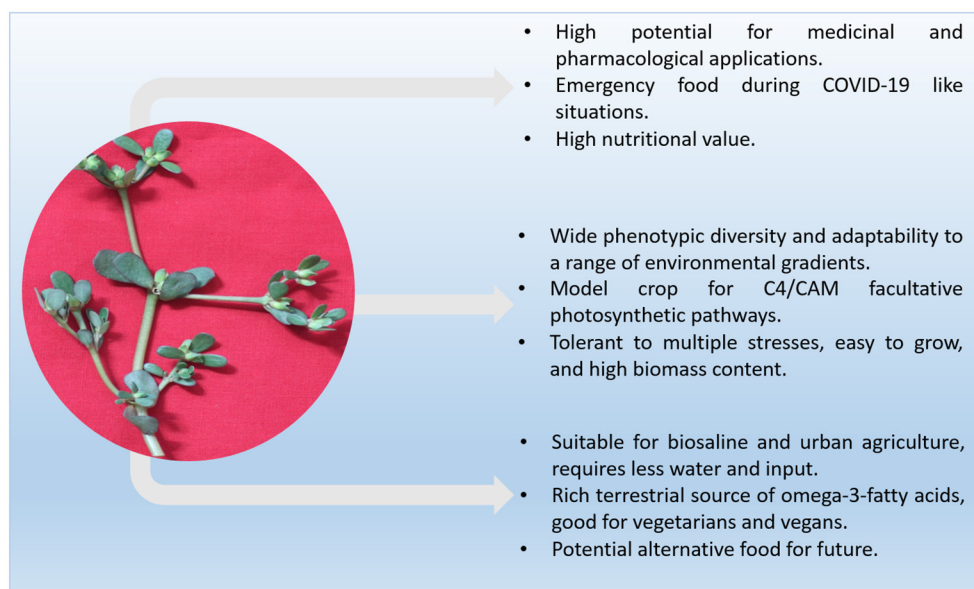 • High potential for medicinal and
pharmacological applications.
• Emergency food during COVID-19 like
situations.
• High nutritional value.
• Wide phenotypic diversity and adaptability to
a range of environmental gradients.
• Model crop for C4/CAM facultative
photosynthetic pathways.
• Tolerant to multiple stresses, easy to grow,
and high biomass content.
• Suitable for biosaline and urban agriculture,
requires less water and input.
• Rich terrestrial source of omega-3-fatty acids,
good for vegetarians and vegans.
• Potential alternative food for future.